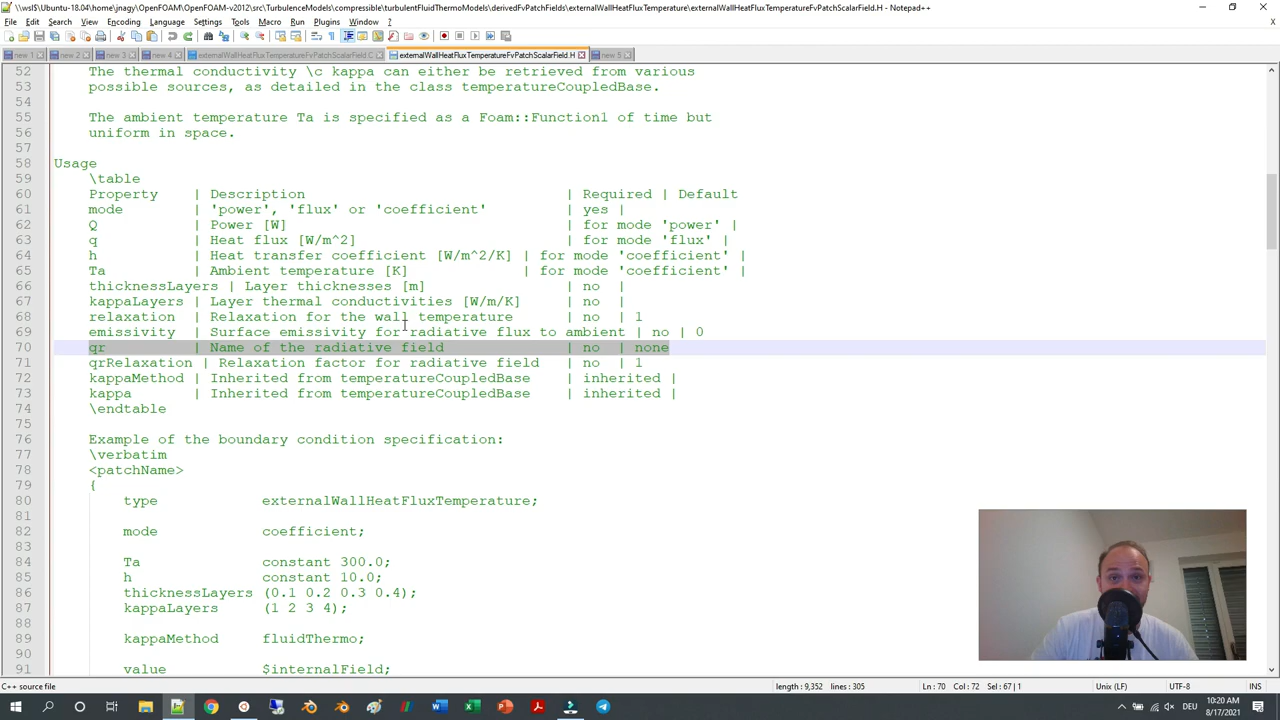 \\wsl$\Ubuntu-18.04\home\jnagy\OpenFOAM\OpenFOAM-v2012\src\TurbulenceModels\compressible\turbulentFluidThermoModels\derivedFvPatchFields\externalWallHeatFluxTemperature\externalWallHeatFluxTemperatureFvPatchScalarField.H - Notepad++
File Edit Search View Encoding Language Settings Tools Macro Run Plugins Window ?
new 1 new 2 new 3 new 4 externalWallHeatFluxTemperatureFvPatchScalarField.C externalWallHeatFluxTemperatureFvPatchScalarField.H new 5
52 The thermal conductivity \c kappa can either be retrieved from various
53 possible sources, as detailed in the class temperatureCoupledBase.
54
55 The ambient temperature Ta is specified as a Foam::Function1 of time but
56 uniform in space.
57
58 Usage
59 \table
60 Property | Description | Required | Default
61 mode | 'power', 'flux' or 'coefficient' | yes |
62 Q | Power [W] | for mode 'power' |
63 q | Heat flux [W/m^2] | for mode 'flux' |
64 h | Heat transfer coefficient [W/m^2/K] | for mode 'coefficient' |
65 Ta | Ambient temperature [K] | for mode 'coefficient' |
66 thicknessLayers | Layer thicknesses [m] | no |
67 kappaLayers | Layer thermal conductivities [W/m/K] | no |
68 relaxation | Relaxation for the wall temperature | no | 1
69 emissivity | Surface emissivity for radiative flux to ambient | no | 0
70 qr | Name of the radiative field | no | none
71 qrRelaxation | Relaxation factor for radiative field | no | 1
72 kappaMethod | Inherited from temperatureCoupledBase | inherited |
73 kappa | Inherited from temperatureCoupledBase | inherited |
74 \endtable
75
76 Example of the boundary condition specification:
77 \verbatim
78 <patchName>
79 {
80 type externalWallHeatFluxTemperature;
81
82 mode coefficient;
83
84 Ta constant 300.0;
85 h constant 10.0;
86 thicknessLayers (0.1 0.2 0.3 0.4);
87 kappaLayers (1 2 3 4);
88
89 kappaMethod fluidThermo;
90
91 value $internalField;
C++ source file length : 9,352 lines : 305 Ln : 70 Col : 72 Sel : 67 | 1 Unix (LF) UTF-8 INS
DEU 10:20 AM 8/17/2021